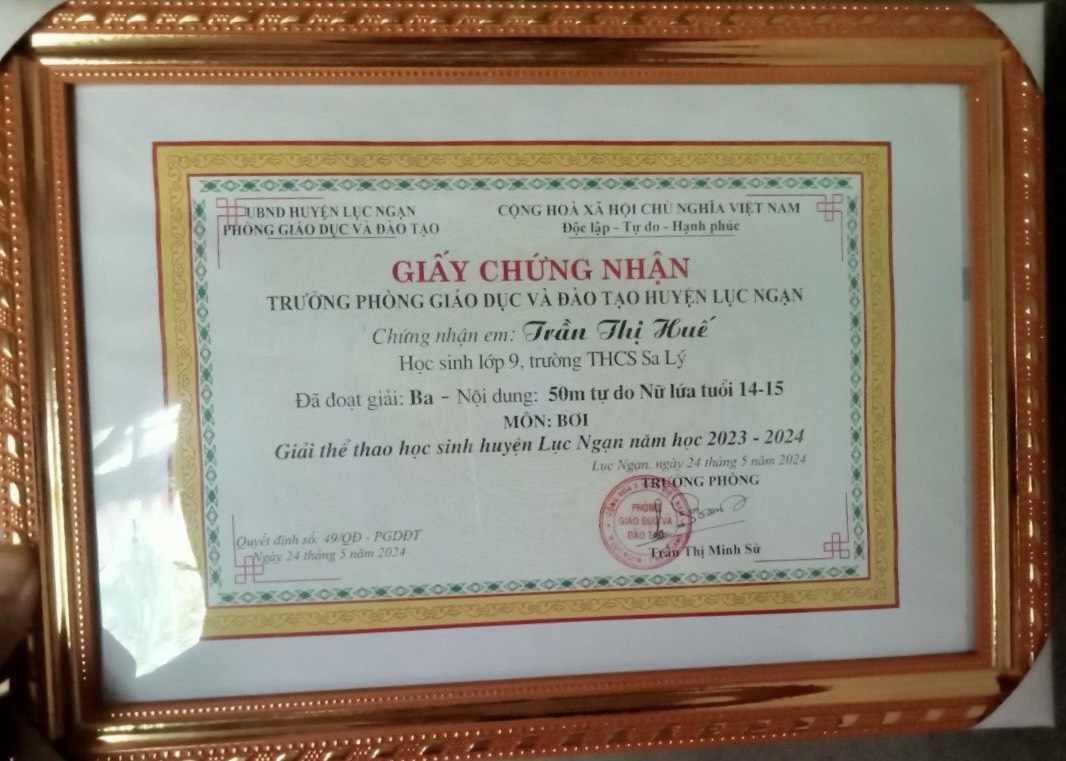 UBND HUYỆN LỤC NGẠN
PHÒNG GIÁO DỤC VÀ ĐÀO TẠO
CỘNG HOÀ XÃ HỘI CHỦ NGHĨA VIỆT NAM
Độc lập - Tự do - Hạnh phúc
GIẤY CHỨNG NHẬN
TRƯỞNG PHÒNG GIÁO DỤC VÀ ĐÀO TẠO HUYỆN LỤC NGẠN
Chứng nhận em: Trần Thị Huế
Học sinh lớp 9, trường THCS Sa Lý
Đã đoạt giải: Ba - Nội dung: 50m tự do Nữ lứa tuổi 14-15
MÔN: BƠI
Giải thể thao học sinh huyện Lục Ngạn năm học 2023 - 2024
Lục Ngạn, ngày 24 tháng 5 năm 2024
TRƯỞNG PHÒNG
PHÒNG
GIÁO DỤC VÀ
ĐÀO TẠO
Trần Thị Minh Sử
Quyết định số: 49/QĐ - PGDĐT
Ngày 24 tháng 5 năm 2024